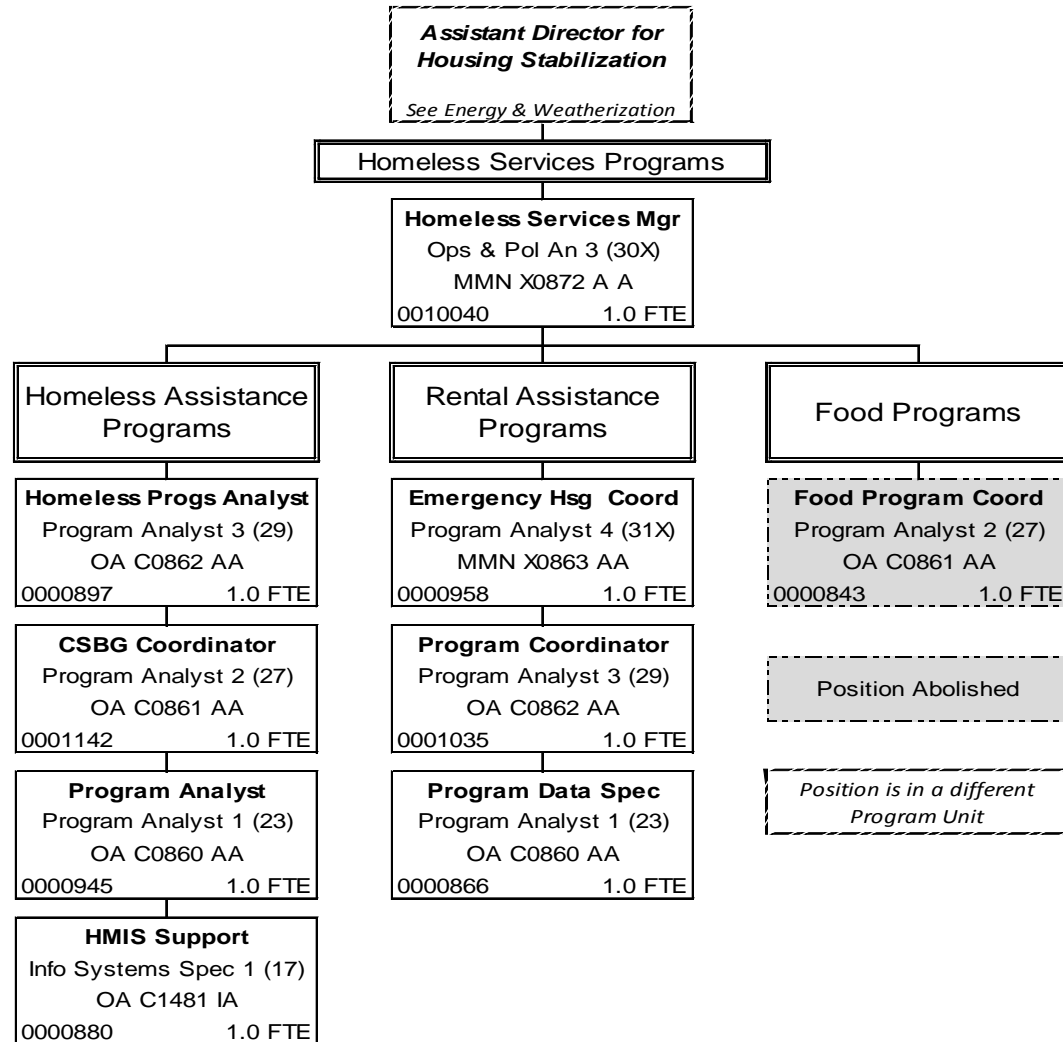 Assistant Director for
Housing Stabilization
See Energy & Weatherization
Homeless Services Programs
Homeless Services Mgr
Ops & Pol An 3 (30X)
MMN X0872 A A
0010040 1.0 FTE
Homeless Assistance
Programs
Homeless Progs Analyst
Program Analyst 3 (29)
OA C0862 AA
0000897 1.0 FTE
CSBG Coordinator
Program Analyst 2 (27)
OA C0861 AA
0001142 1.0 FTE
Program Analyst
Program Analyst 1 (23)
OA C0860 AA
0000945 1.0 FTE
HMIS Support
Info Systems Spec 1 (17)
OA C1481 IA
0000880 1.0 FTE
Rental Assistance
Programs
Emergency Hsg Coord
Program Analyst 4 (31X)
MMN X0863 AA
0000958 1.0 FTE
Program Coordinator
Program Analyst 3 (29)
OA C0862 AA
0001035 1.0 FTE
Program Data Spec
Program Analyst 1 (23)
OA C0860 AA
0000866 1.0 FTE
Food Programs
Food Program Coord
Program Analyst 2 (27)
OA C0861 AA
0000843 1.0 FTE
Position Abolished
Position is in a different
Program Unit